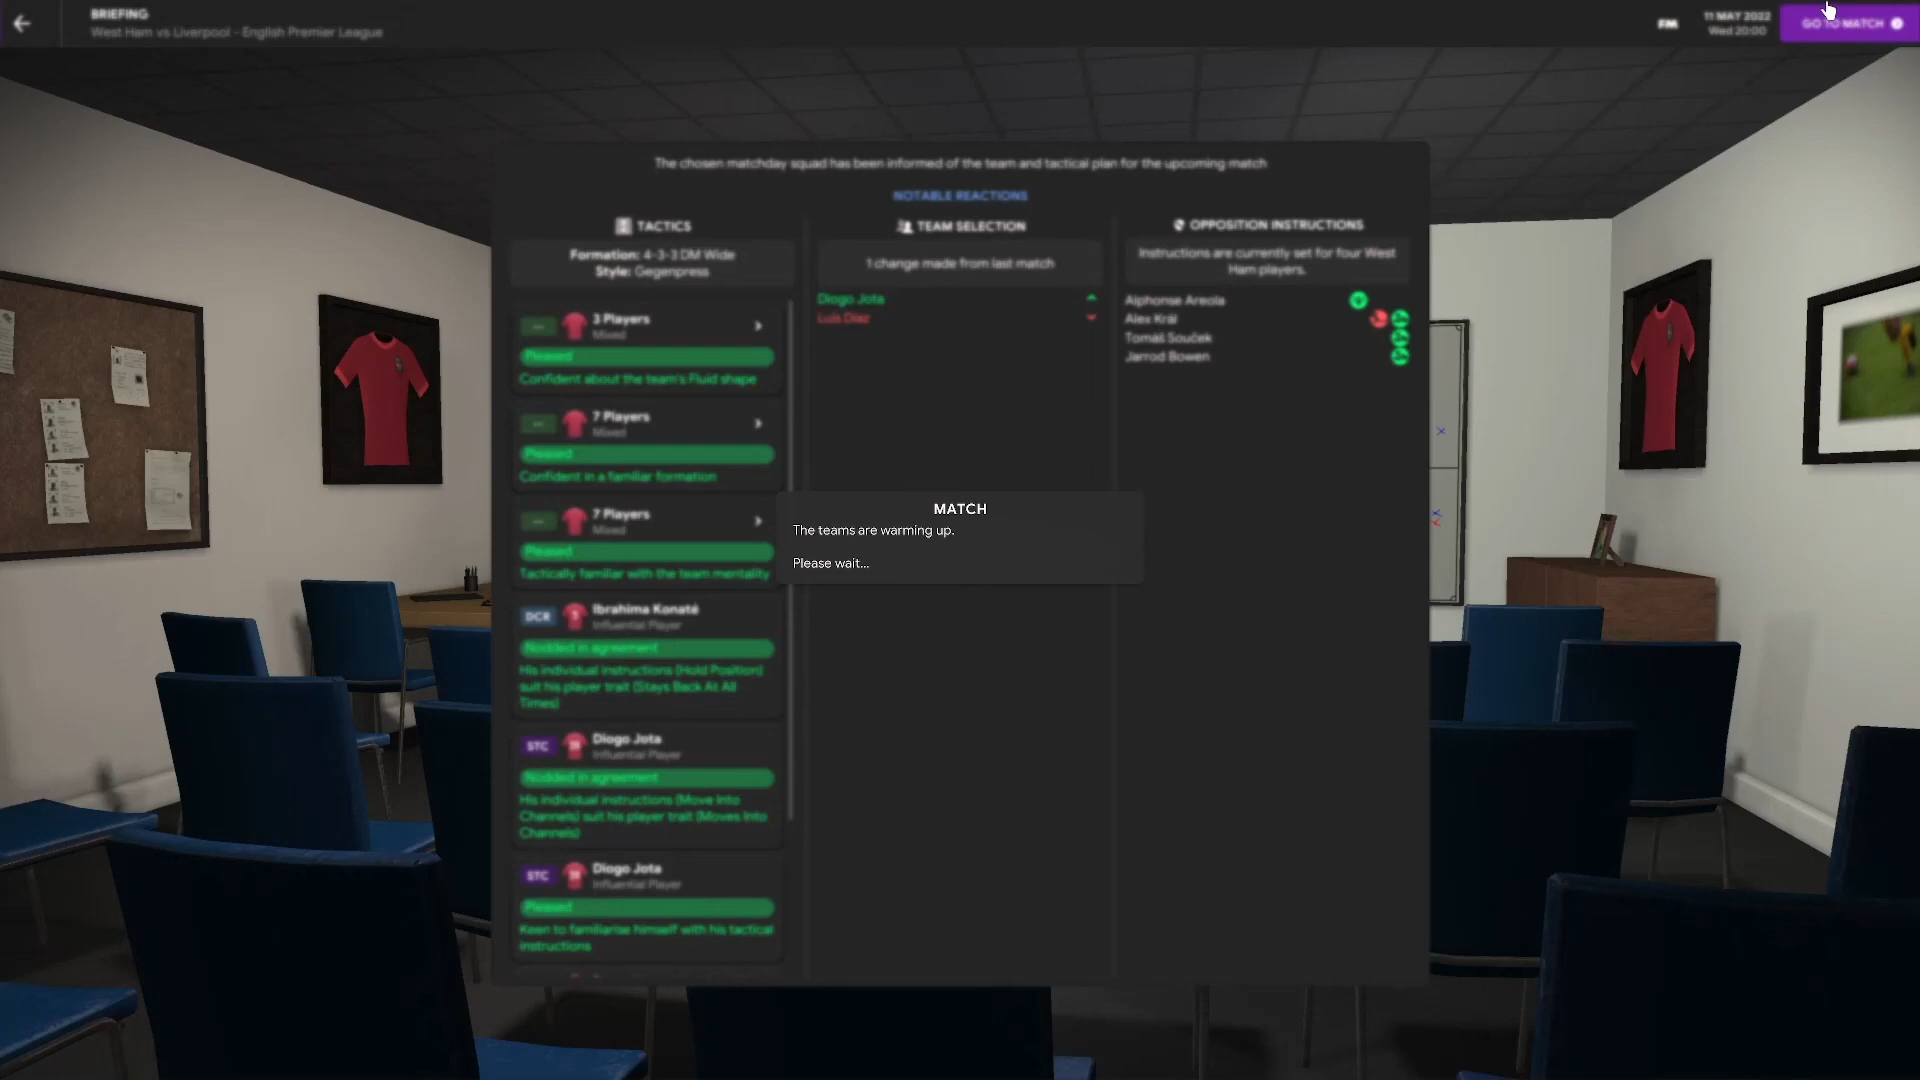 BRIEFING
West Ham vs Liverpool - English Premier League
FM
11 MAY 2022
Wed 20:00
GO TO MATCH
The chosen matchday squad has been informed of the team and tactical plan for the upcoming match
NOTABLE REACTIONS
TACTICS
Formation: 4-3-3 DM Wide
Style: Gegenpress
3 Players
Mixed
Pleased
Confident about the team's Fluid shape
7 Players
Mixed
Pleased
Confident in a familiar formation
7 Players
Mixed
Pleased
Tactically familiar with the team mentality
DCR
5
Ibrahima Konaté
Influential Player
Nodded in agreement
His individual instructions (Hold Position)
suit his player trait (Stays Back At All
Times)
STC
Diogo Jota
Influential Player
Nodded in agreement
His individual instructions (Move Into
Channels) suit his player trait (Moves Into
Channels)
STC
Diogo Jota
Influential Player
Pleased
Keen to familiarise himself with his tactical
instructions
TEAM SELECTION
1 change made from last match
Diogo Jota
Luis Díaz
OPPOSITION INSTRUCTIONS
Instructions are currently set for four West
Ham players.
Alphonse Areola
Alex Král
Tomáš Souček
Jarrod Bowen
MATCH
The teams are warming up.
Please wait...